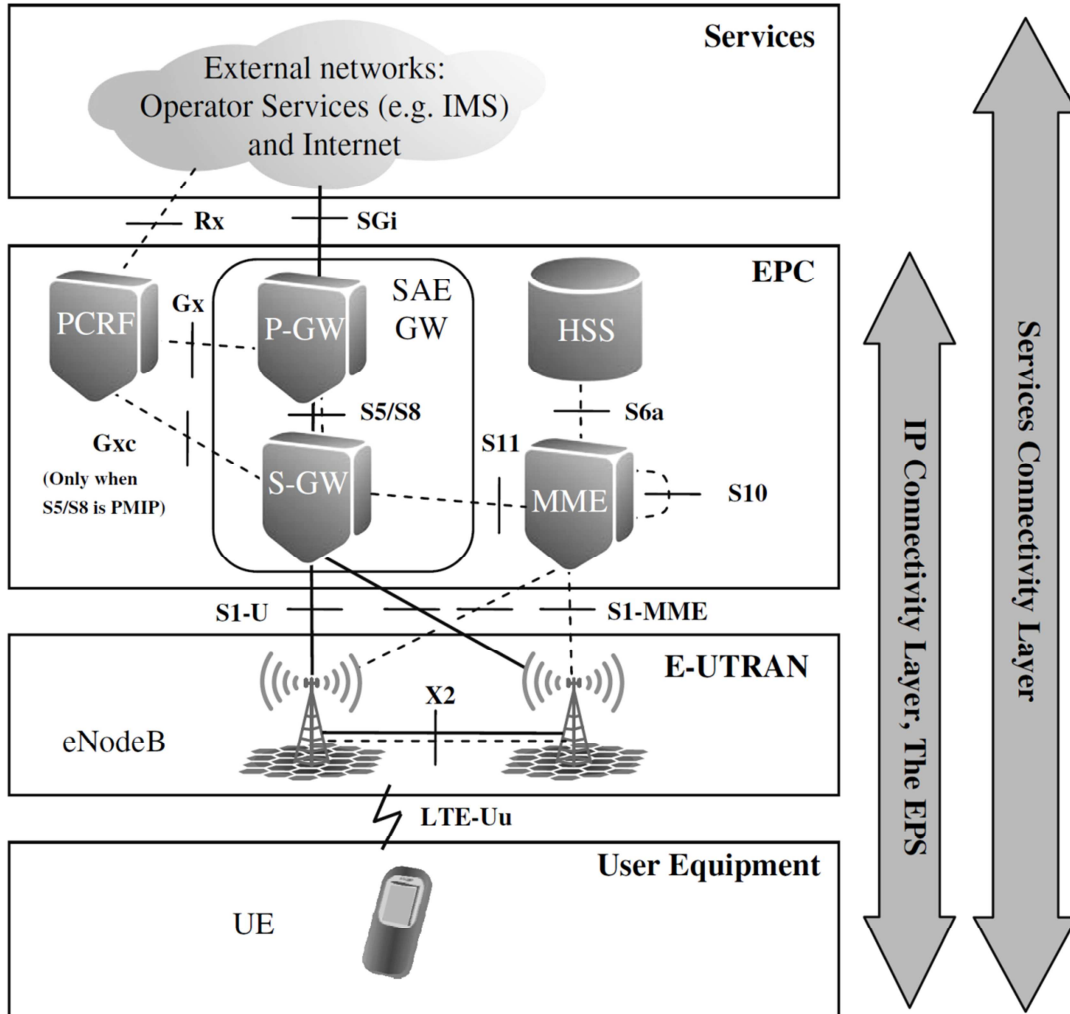 Services
External networks:
Operator Services (e.g. IMS)
and Internet
Rx
SGi
EPC
SAE
GW
PCRF
Gx
P-GW
HSS
S5/S8
S6a
Gxc
(Only when
S5/S8 is PMIP)
S-GW
S11
MME
S10
S1-U
S1-MME
E-UTRAN
X2
eNodeB
LTE-Uu
User Equipment
UE
IP Connectivity Layer, The EPS
Services Connectivity Layer